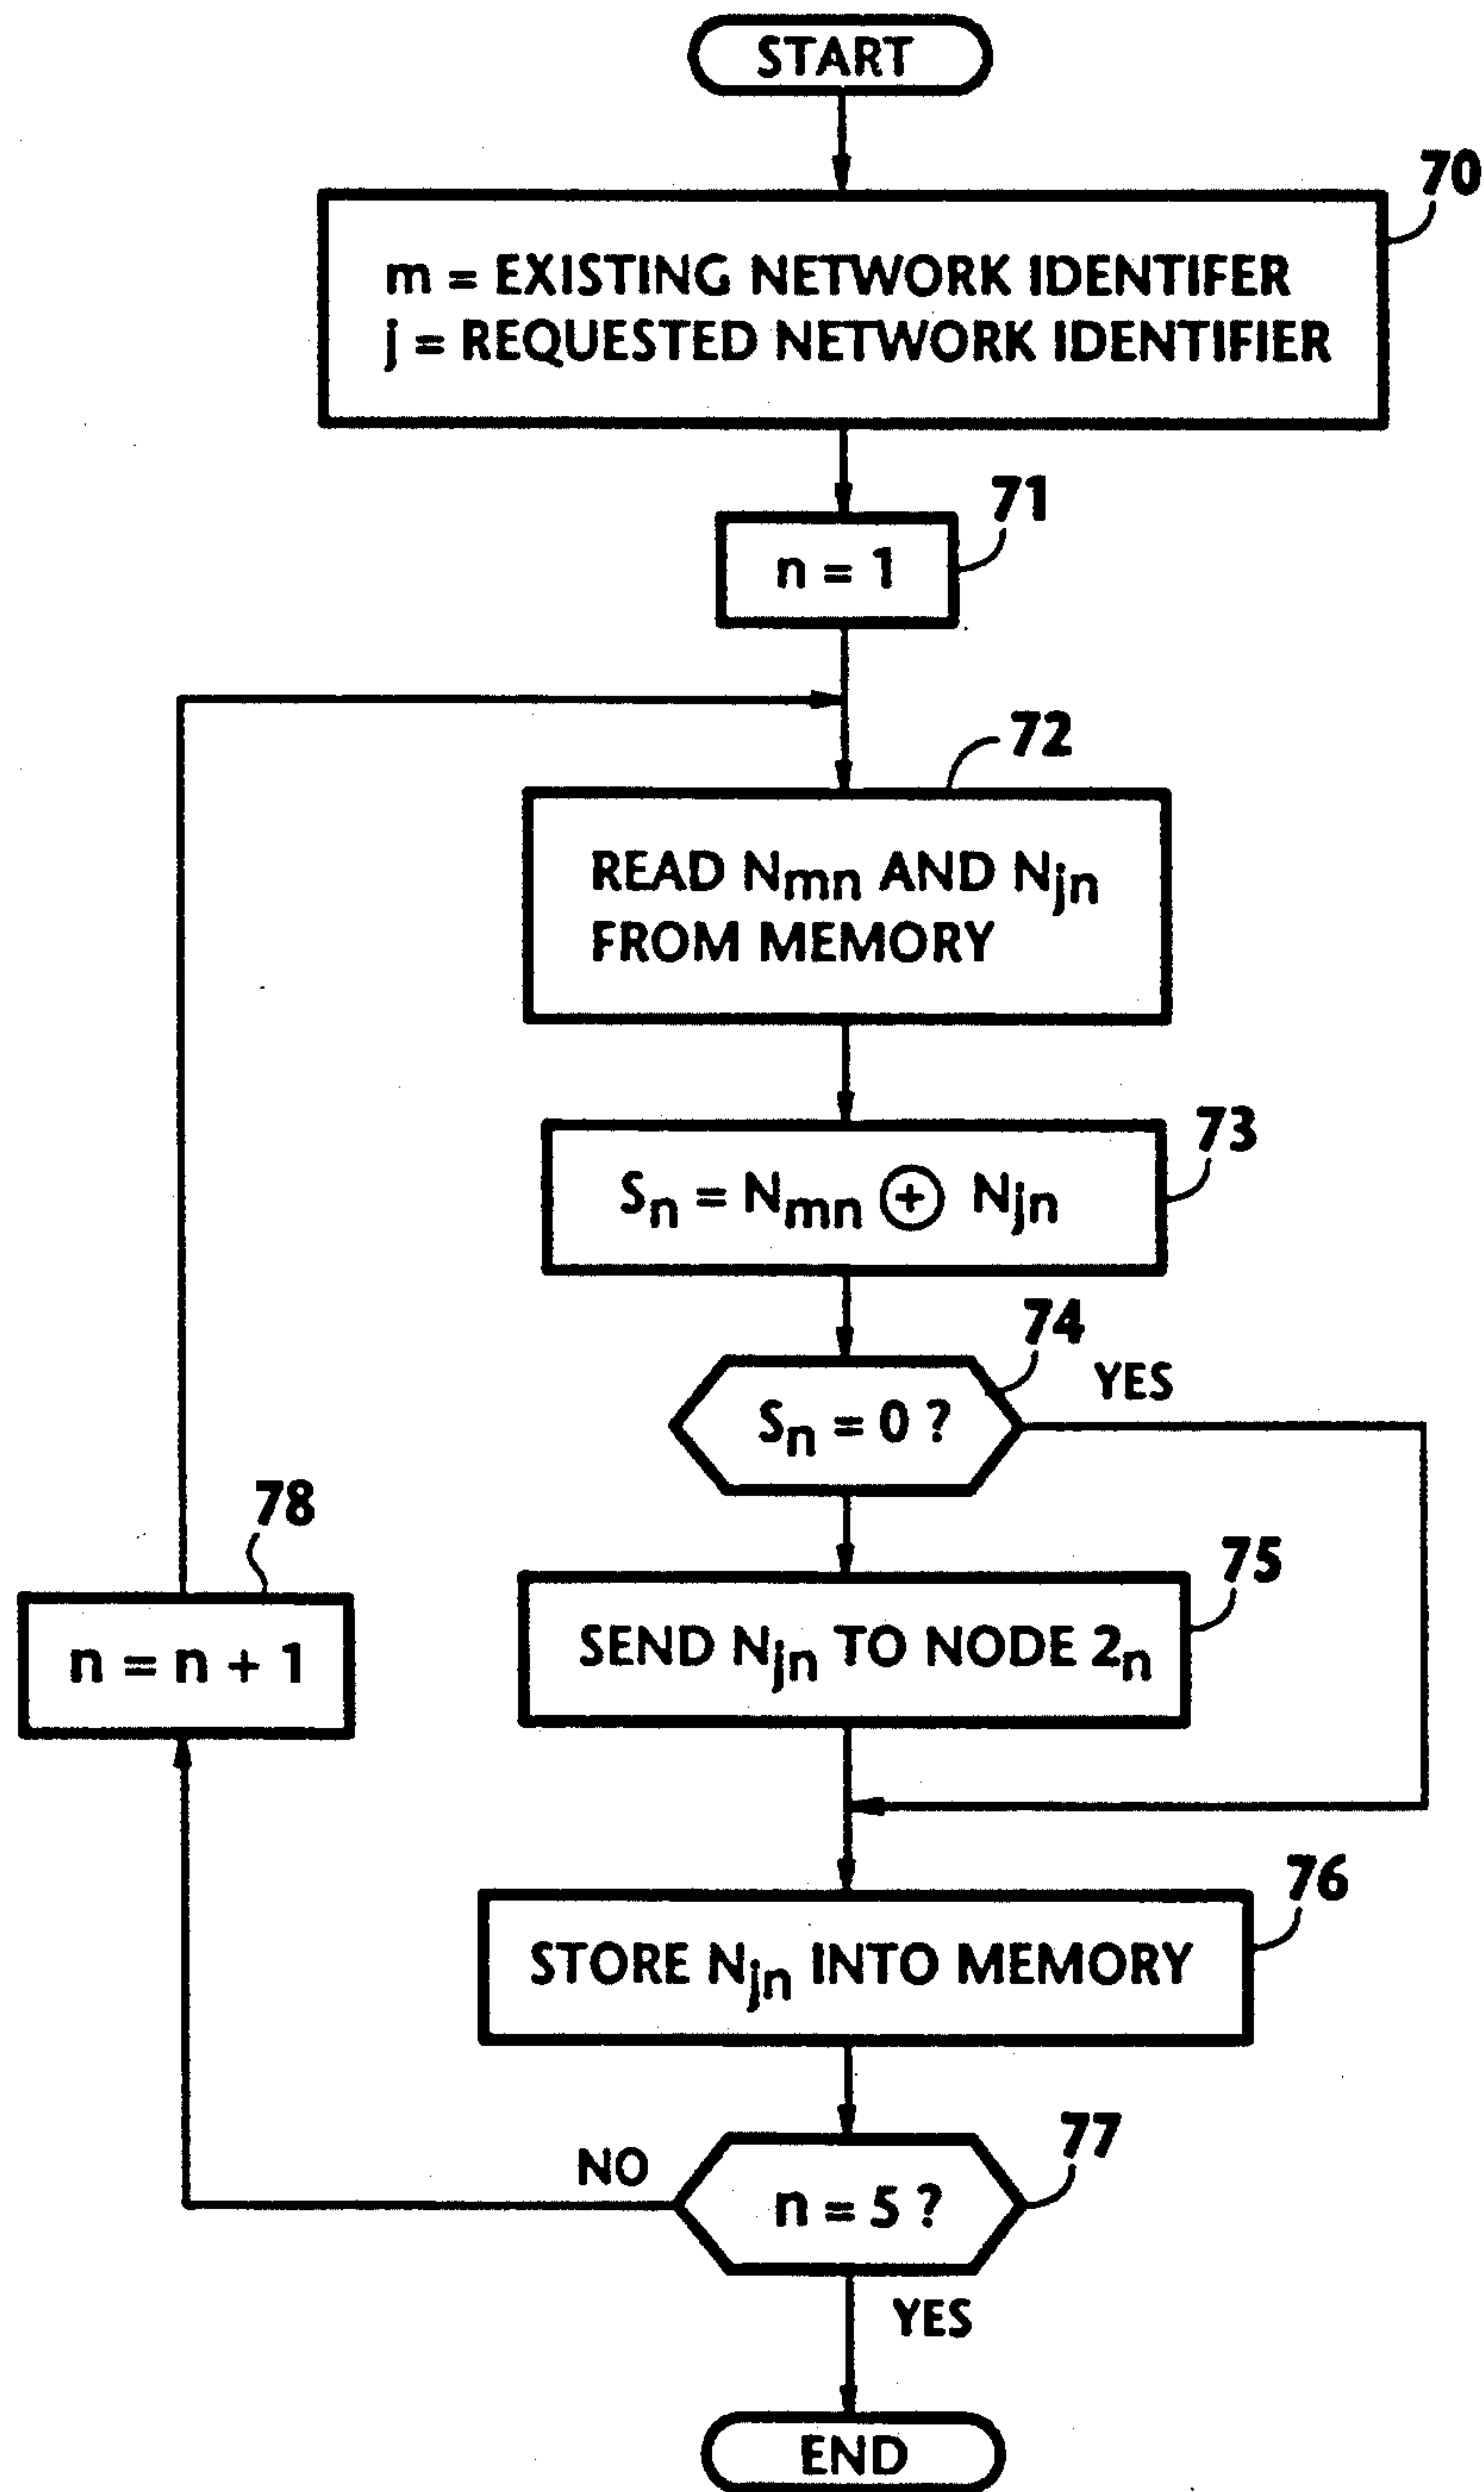 START
70
m = EXISTING NETWORK IDENTIFER
j = REQUESTED NETWORK IDENTIFIER
71
n = 1
72
READ Nmn AND Njn
FROM MEMORY
73
Sn = Nmn ⊕ Njn
74
YES
Sn = 0 ?
78
75
n = n + 1
SEND Njn TO NODE 2n
76
STORE Njn INTO MEMORY
77
NO
n = 5 ?
YES
END